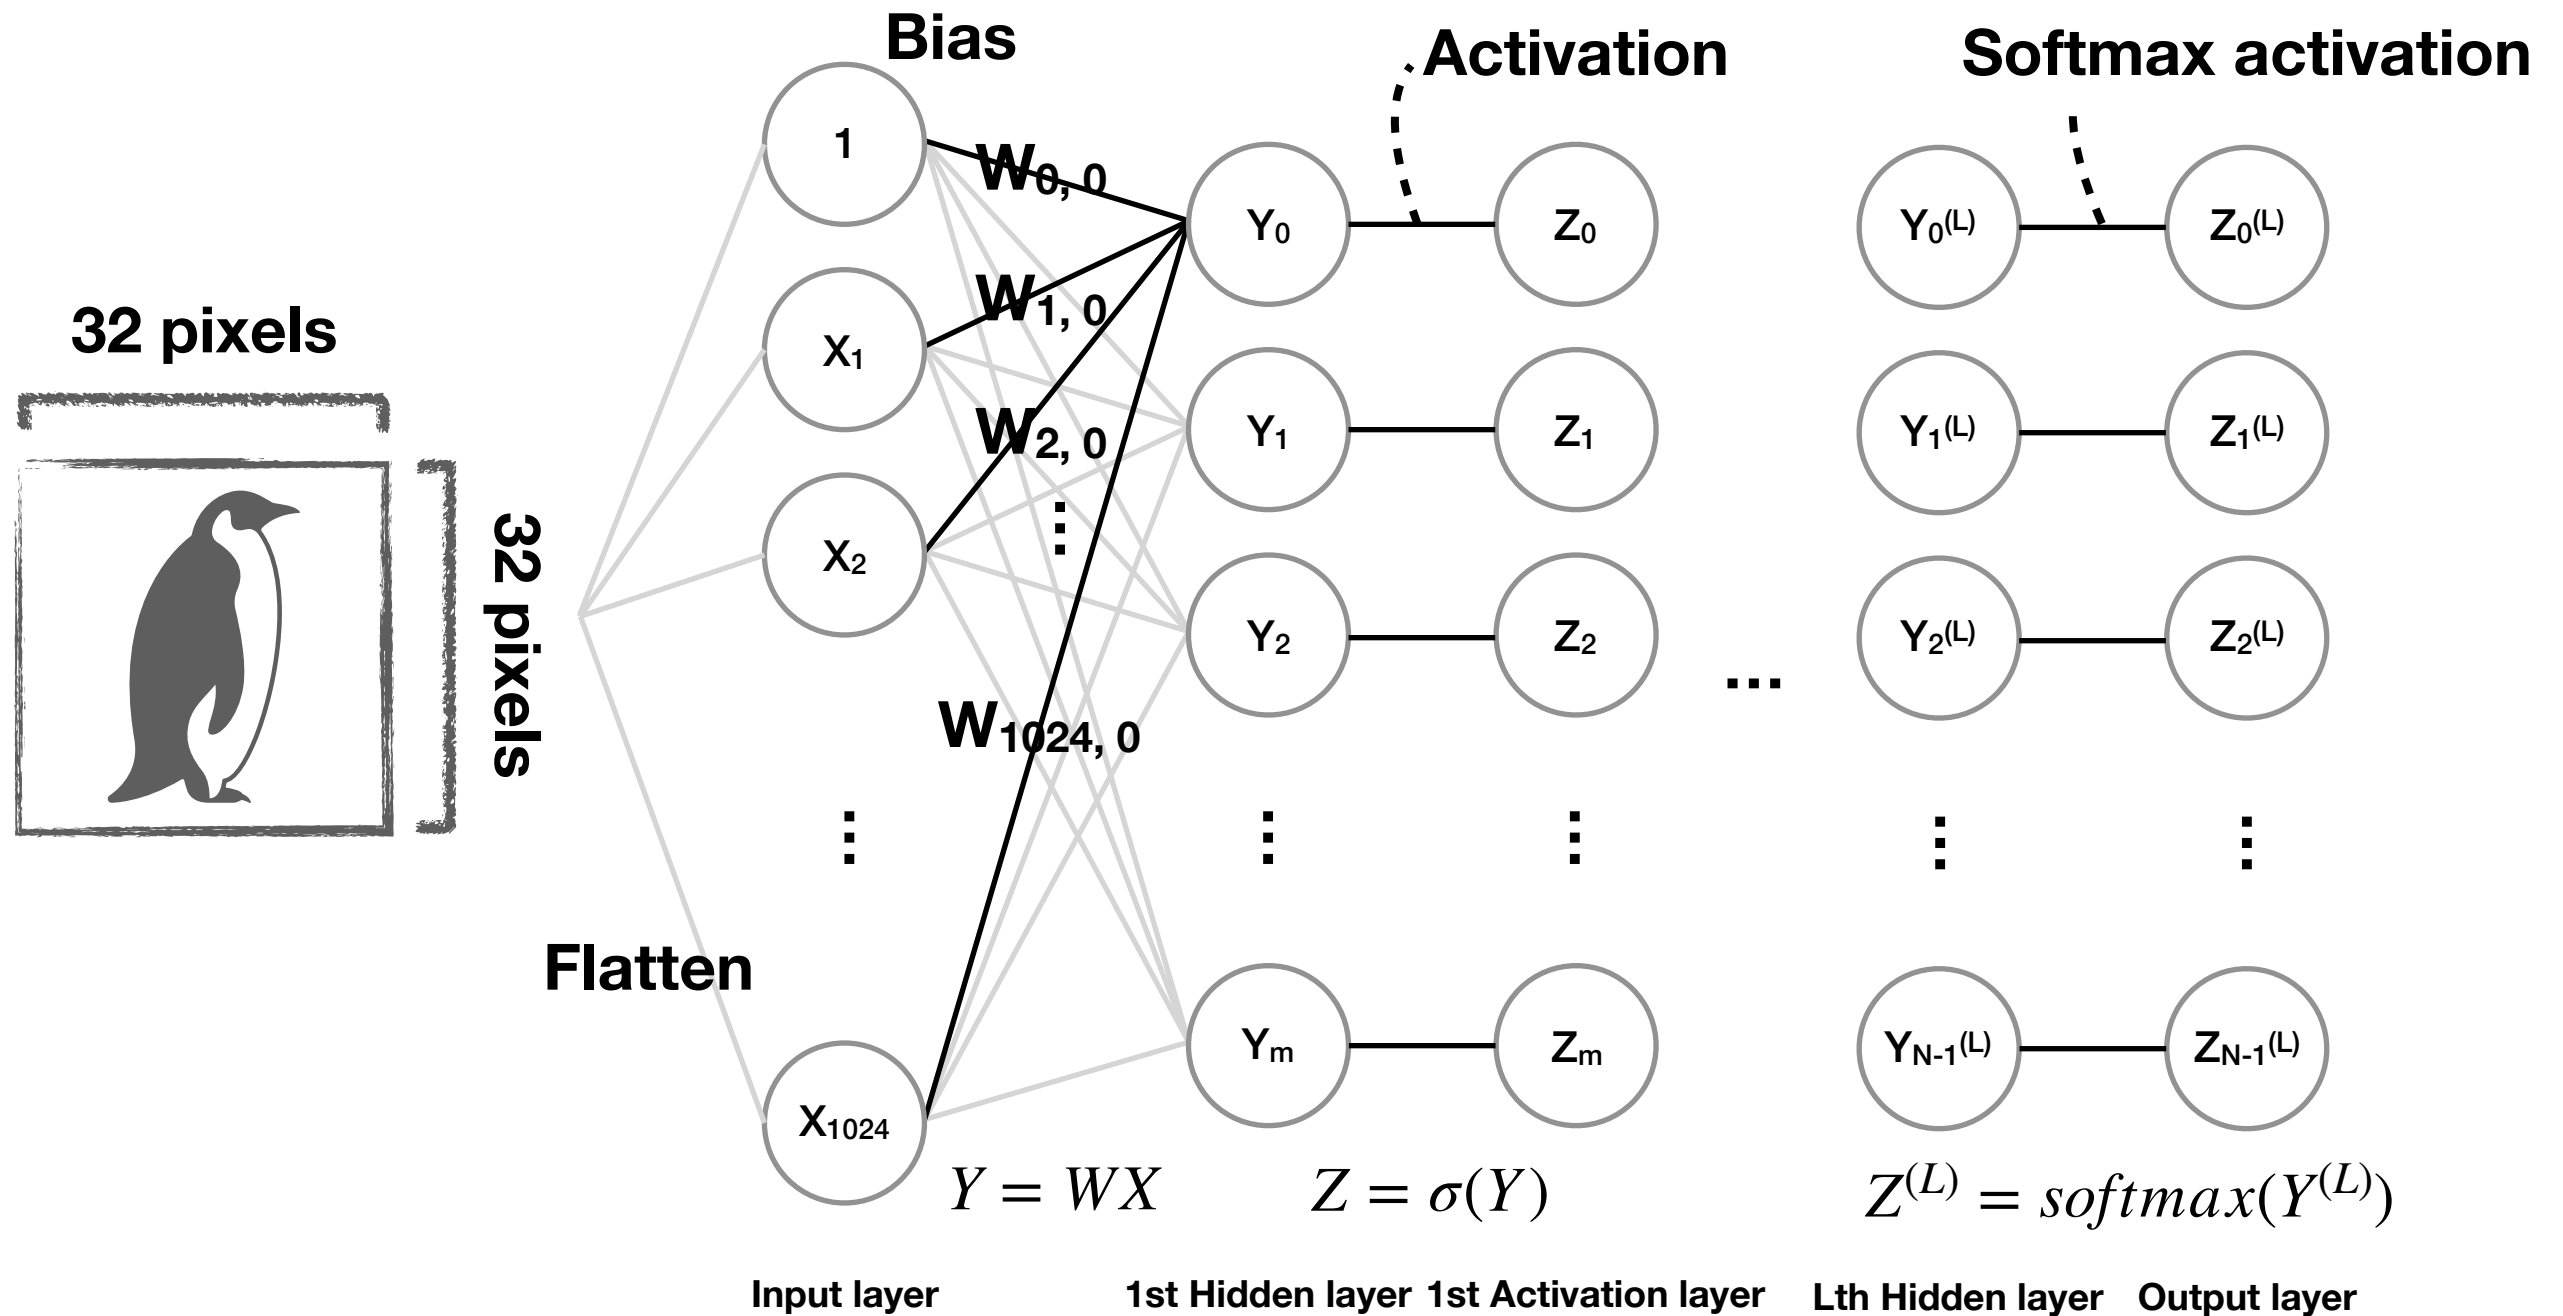 Bias
Activation
Softmax activation
32 pixels
32 pixels
Flatten
1
X₁
X₂
⋮
X₁₀₂₄
W₀, ₀
W₁, ₀
W₂, ₀
⋮
W₁₀₂₄, ₀
Y₀
Y₁
Y₂
⋮
Yₘ
Z₀
Z₁
Z₂
⋮
Zₘ
...
Y₀⁽ᴸ⁾
Y₁⁽ᴸ⁾
Y₂⁽ᴸ⁾
⋮
Y_{N-1}⁽ᴸ⁾
Z₀⁽ᴸ⁾
Z₁⁽ᴸ⁾
Z₂⁽ᴸ⁾
⋮
Z_{N-1}⁽ᴸ⁾
Y = WX
Z = σ(Y)
Z⁽ᴸ⁾ = softmax(Y⁽ᴸ⁾)
Input layer
1st Hidden layer
1st Activation layer
Lth Hidden layer
Output layer